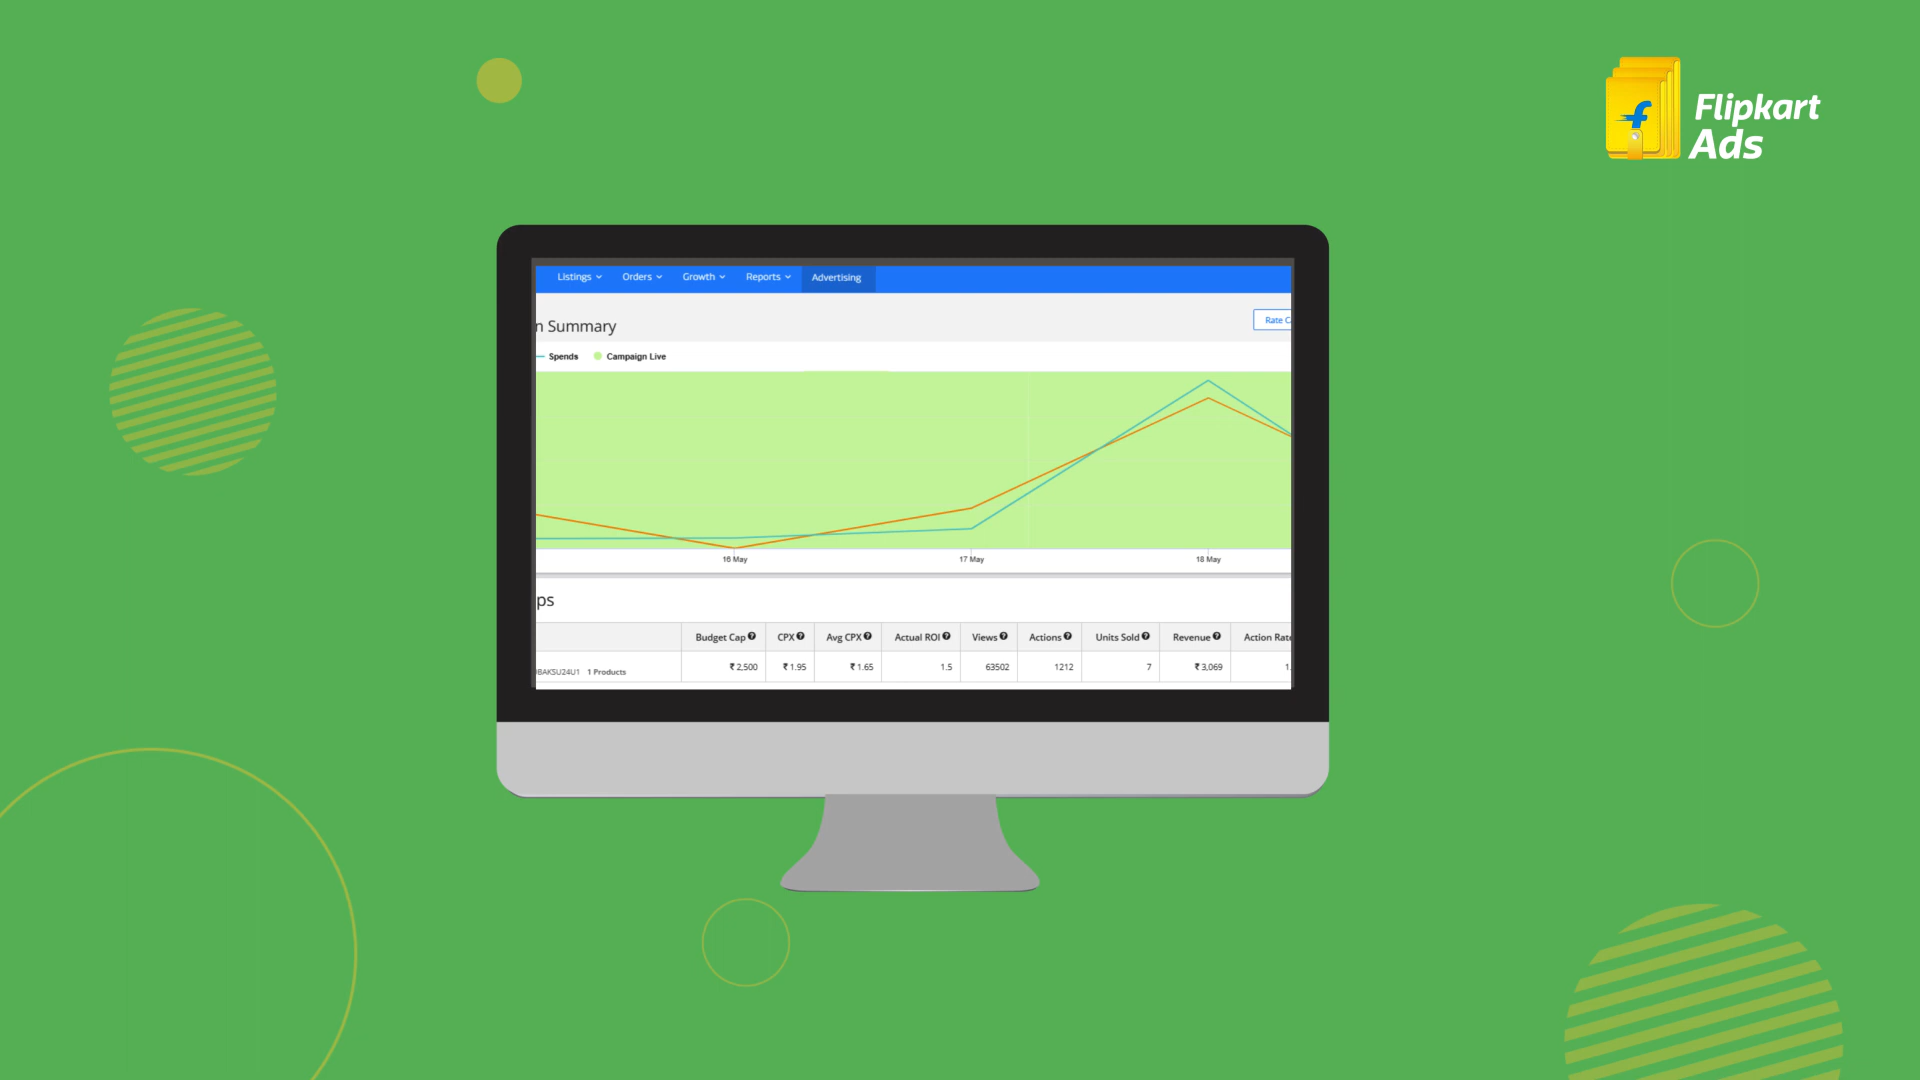 Flipkart
Ads
Listings Orders Growth Reports Advertising
n Summary
Rate C
Spends Campaign Live
16 May 17 May 18 May
ps
Budget Cap CPX Avg CPX Actual ROI Views Actions Units Sold Revenue Action Rate
₹ 2,500 ₹ 1.95 ₹ 1.65 1.5 63502 1212 7 ₹ 3,069 1.
BAKSU24U1 1 Products